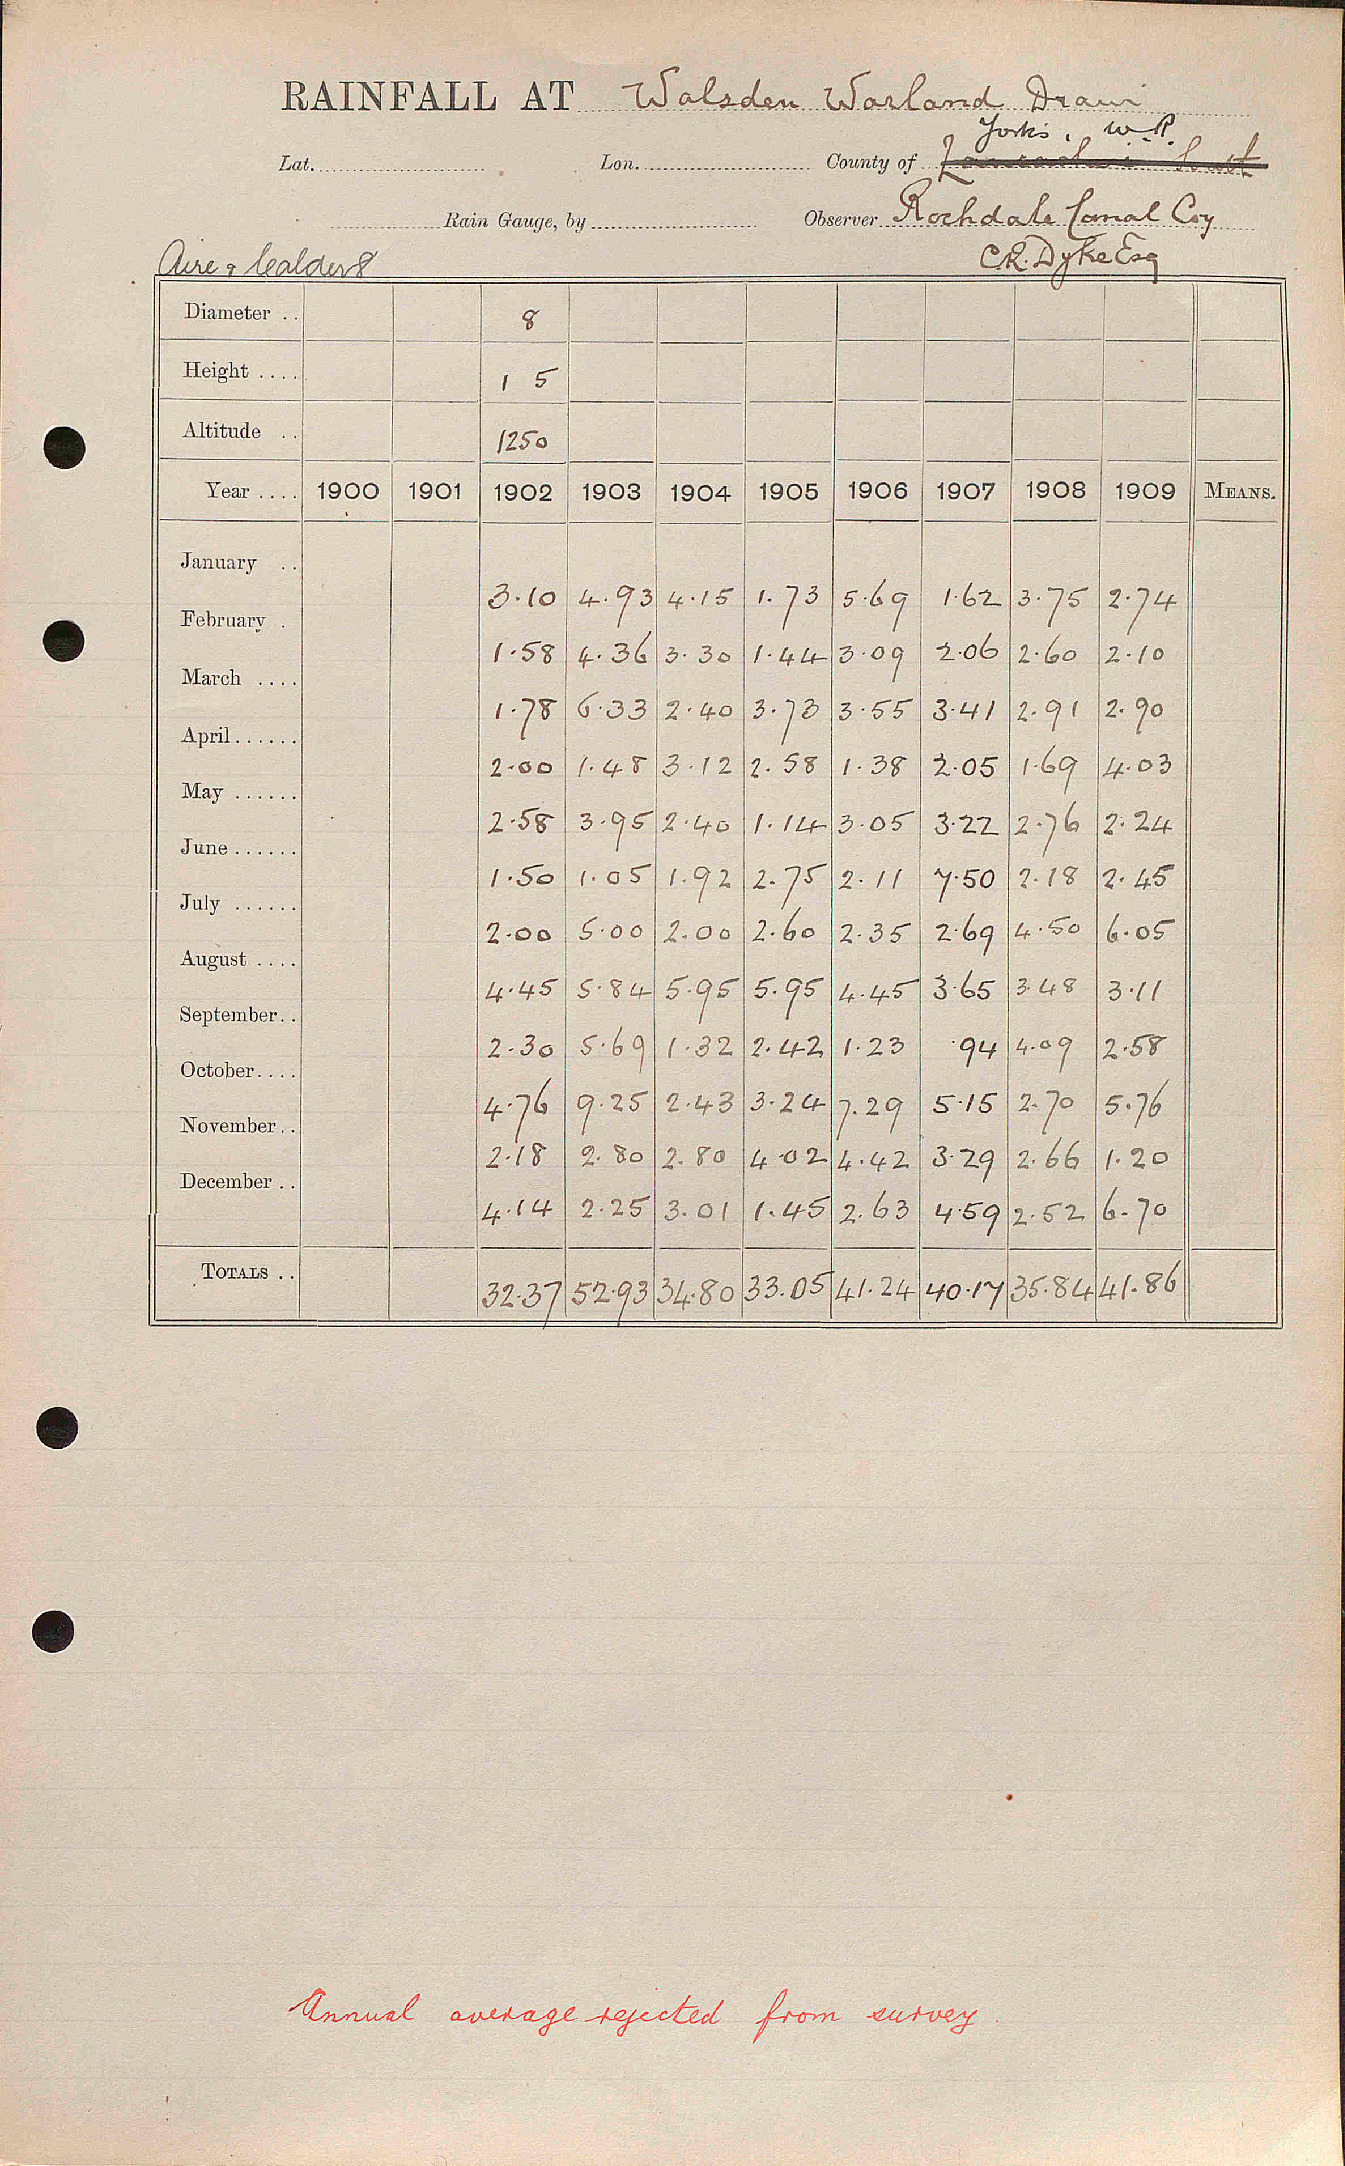 RAINFALL AT Walsden Warland Drain
Yorks, W.R.
Lat. Lon. County of
Rain Gauge, by Observer Rochdale Canal Coy
Aire & Calder 8 C.R. Dyke Esq
Diameter .. 8
Height .... 1 5
Altitude .. 1250
Year .... 1900 1901 1902 1903 1904 1905 1906 1907 1908 1909 MEANS.
January .. 3.10 4.93 4.15 1.73 5.69 1.62 3.75 2.74
February . 1.58 4.36 3.30 1.44 3.09 2.06 2.60 2.10
March .... 1.78 6.33 2.40 3.73 3.55 3.41 2.91 2.90
April...... 2.00 1.48 3.12 2.58 1.38 2.05 1.69 4.03
May ...... 2.58 3.95 2.40 1.14 3.05 3.22 2.76 2.24
June ...... 1.50 1.05 1.92 2.75 2.11 7.50 2.18 2.45
July ...... 2.00 5.00 2.00 2.60 2.35 2.69 4.50 6.05
August .... 4.45 5.84 5.95 5.95 4.45 3.65 3.48 3.11
September.. 2.30 5.69 1.32 2.42 1.23 .94 4.09 2.58
October.... 4.76 9.25 2.43 3.24 7.29 5.15 2.70 5.76
November.. 2.18 2.80 2.80 4.02 4.42 3.29 2.66 1.20
December .. 4.14 2.25 3.01 1.45 2.63 4.59 2.52 6.70
TOTALS .. 32.37 52.93 34.80 33.05 41.24 40.17 35.84 41.86
Annual average rejected from survey